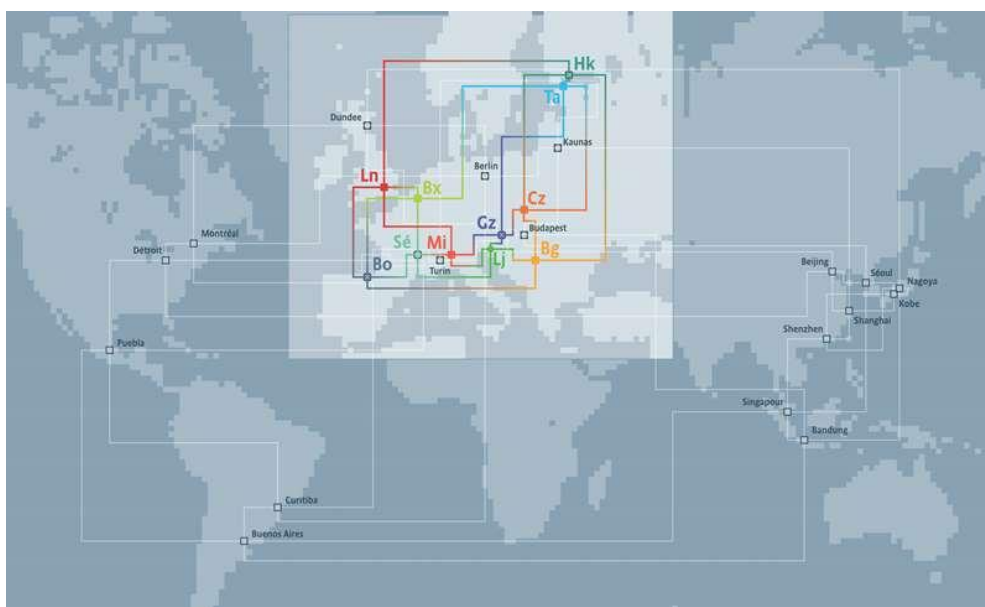 Hk
Ta
Dundee
Kaunas
Berlin
Ln
Bx
Cz
Gz
Budapest
Montréal
Sé
Mi
Lj
Bg
Détroit
Bo
Turin
Beijing
Séoul
Nagoya
Kobe
Shanghai
Shenzhen
Puebla
Singapour
Bandung
Curitiba
Buenos Aires